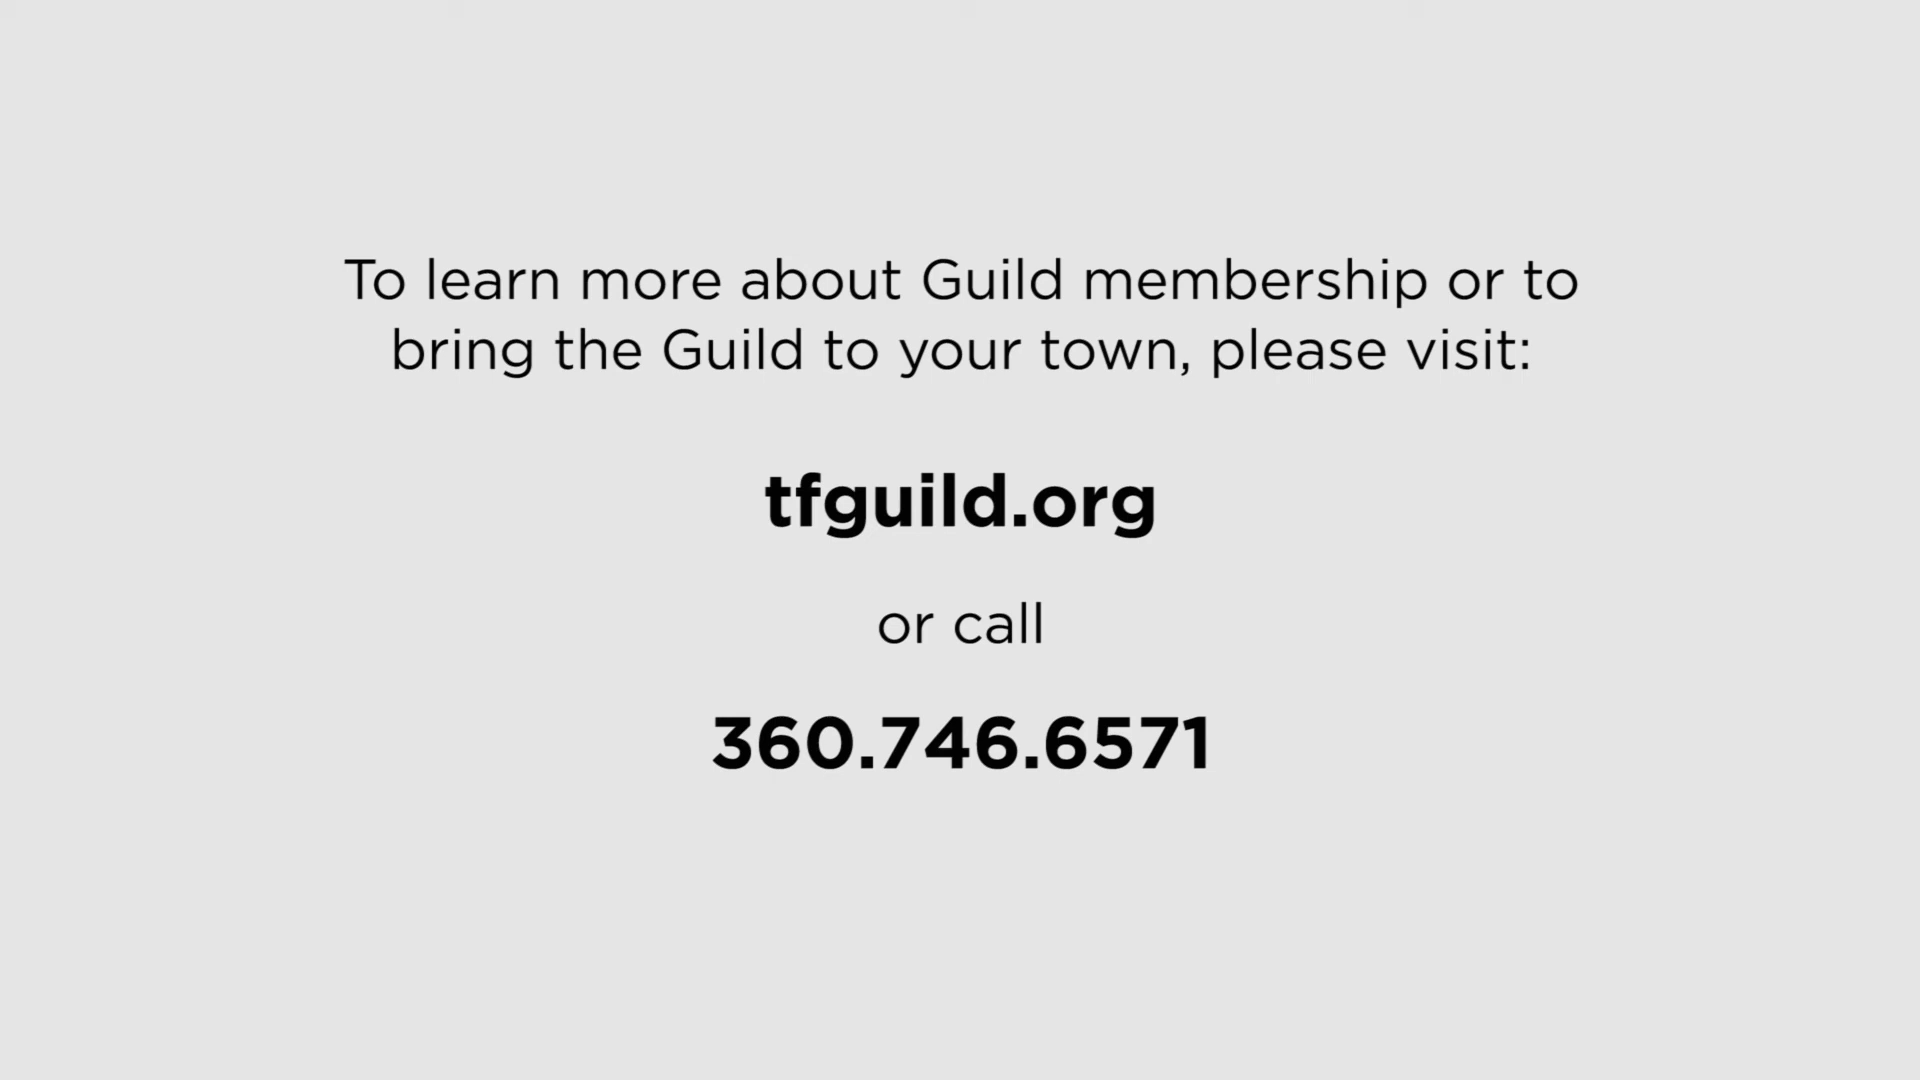 To learn more about Guild membership or to
bring the Guild to your town, please visit:
tfguild.org
or call
360.746.6571